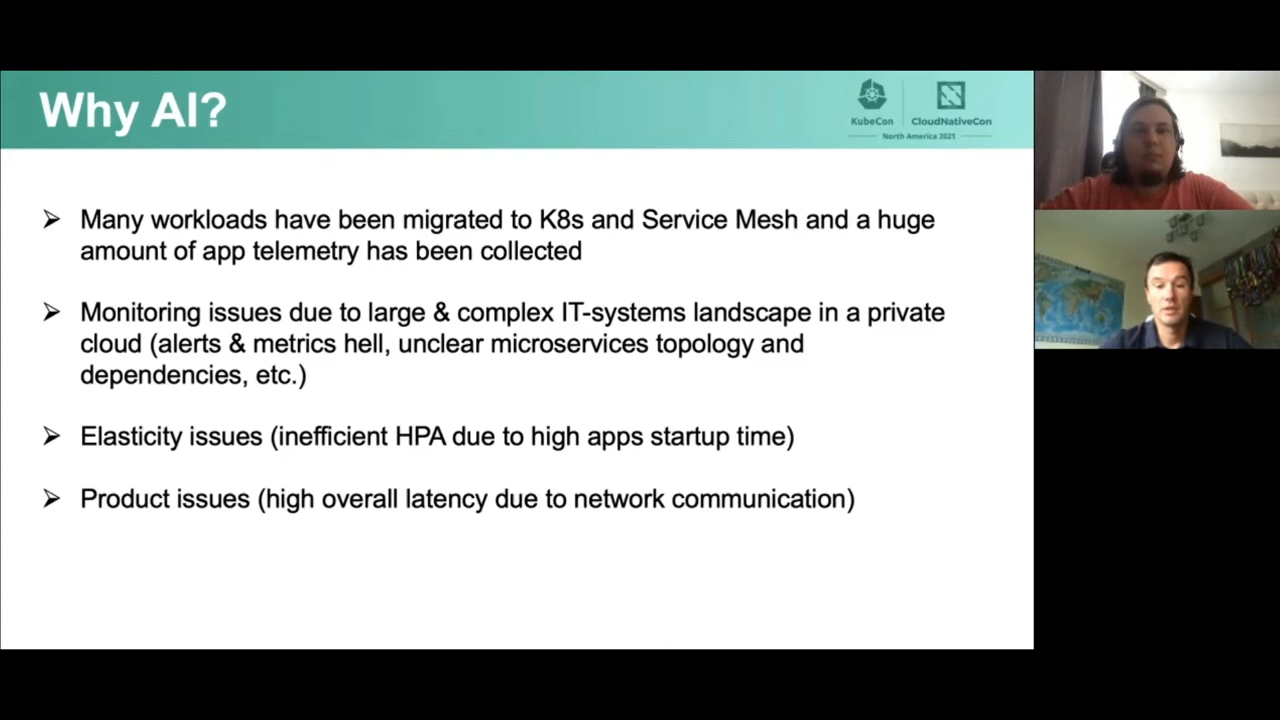 Why AI?
KubeCon
CloudNativeCon
North America 2021
➢ Many workloads have been migrated to K8s and Service Mesh and a huge
amount of app telemetry has been collected
➢ Monitoring issues due to large & complex IT-systems landscape in a private
cloud (alerts & metrics hell, unclear microservices topology and
dependencies, etc.)
➢ Elasticity issues (inefficient HPA due to high apps startup time)
➢ Product issues (high overall latency due to network communication)